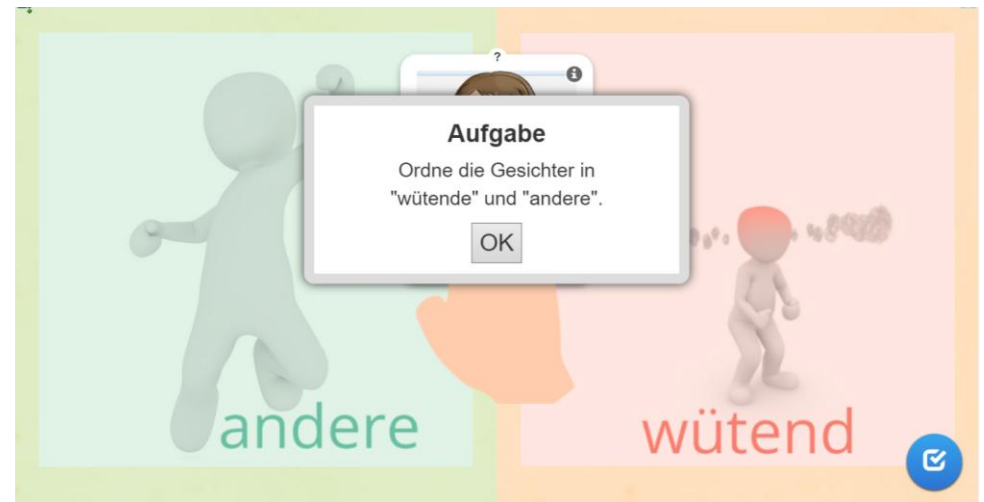 ?
Aufgabe
Ordne die Gesichter in
"wütende" und "andere".
OK
andere
wütend